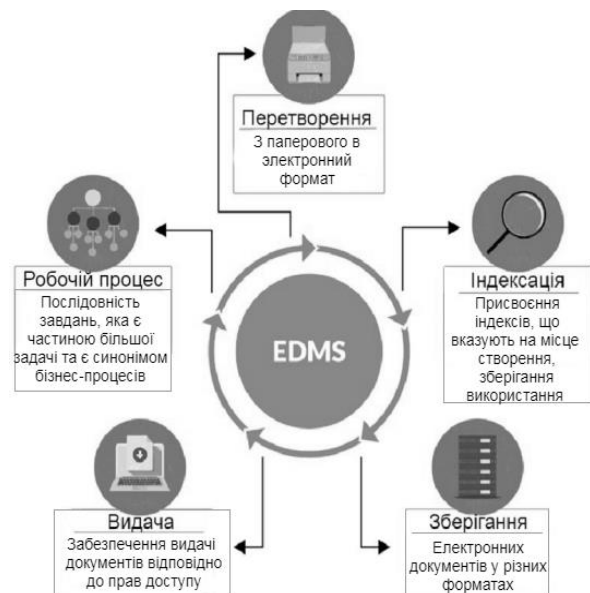 Перетворення
З паперового в
электронний
формат
Робочій процес
Послідовність
завдань, яка є
частиною більшої
задачі та є синонімом
бізнес-процесів
Індексація
Присвоєння
індексів, що
вказують на місце
створення,
зберігання
використання
EDMS
Видача
Забезпечення видачі
документів відповідно
до прав доступу
Зберігання
Електронних
документів у різних
форматах